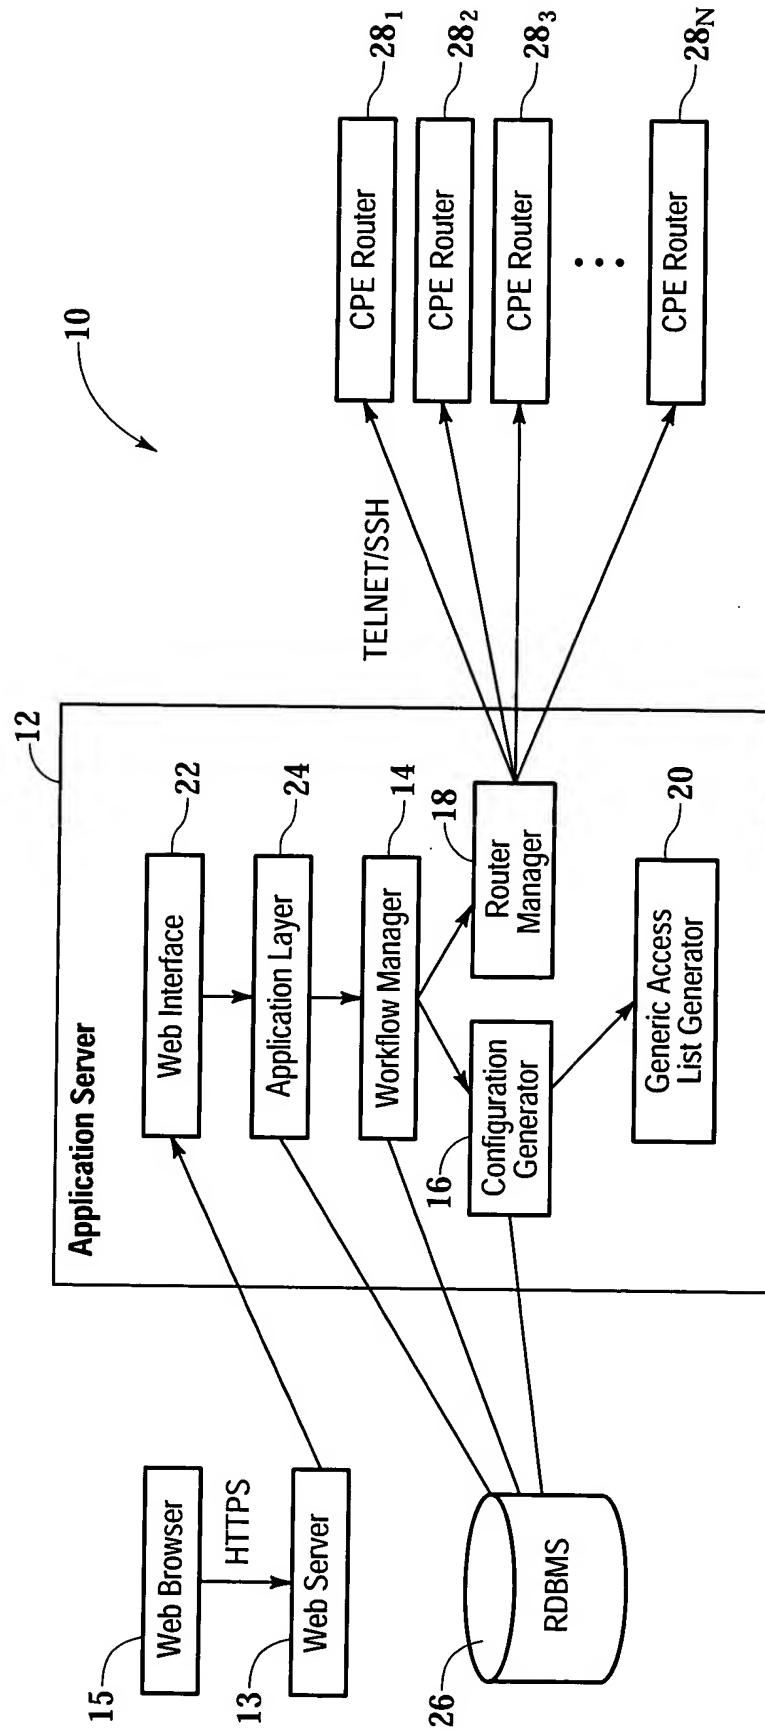 10
12
Application Server
15
Web Browser
HTTPS
13
Web Server
26
RDBMS
Web Interface
22
Application Layer
24
Workflow Manager
14
16
Configuration
Generator
18
Router
Manager
Generic Access
List Generator
20
TELNET/SSH
CPE Router
28₁
CPE Router
28₂
CPE Router
28₃
• • •
CPE Router
28N